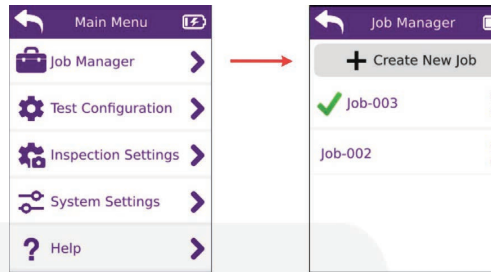 Main Menu
Job Manager
Test Configuration
Inspection Settings
System Settings
? Help
Job Manager
Create New Job
Job-003
Job-002